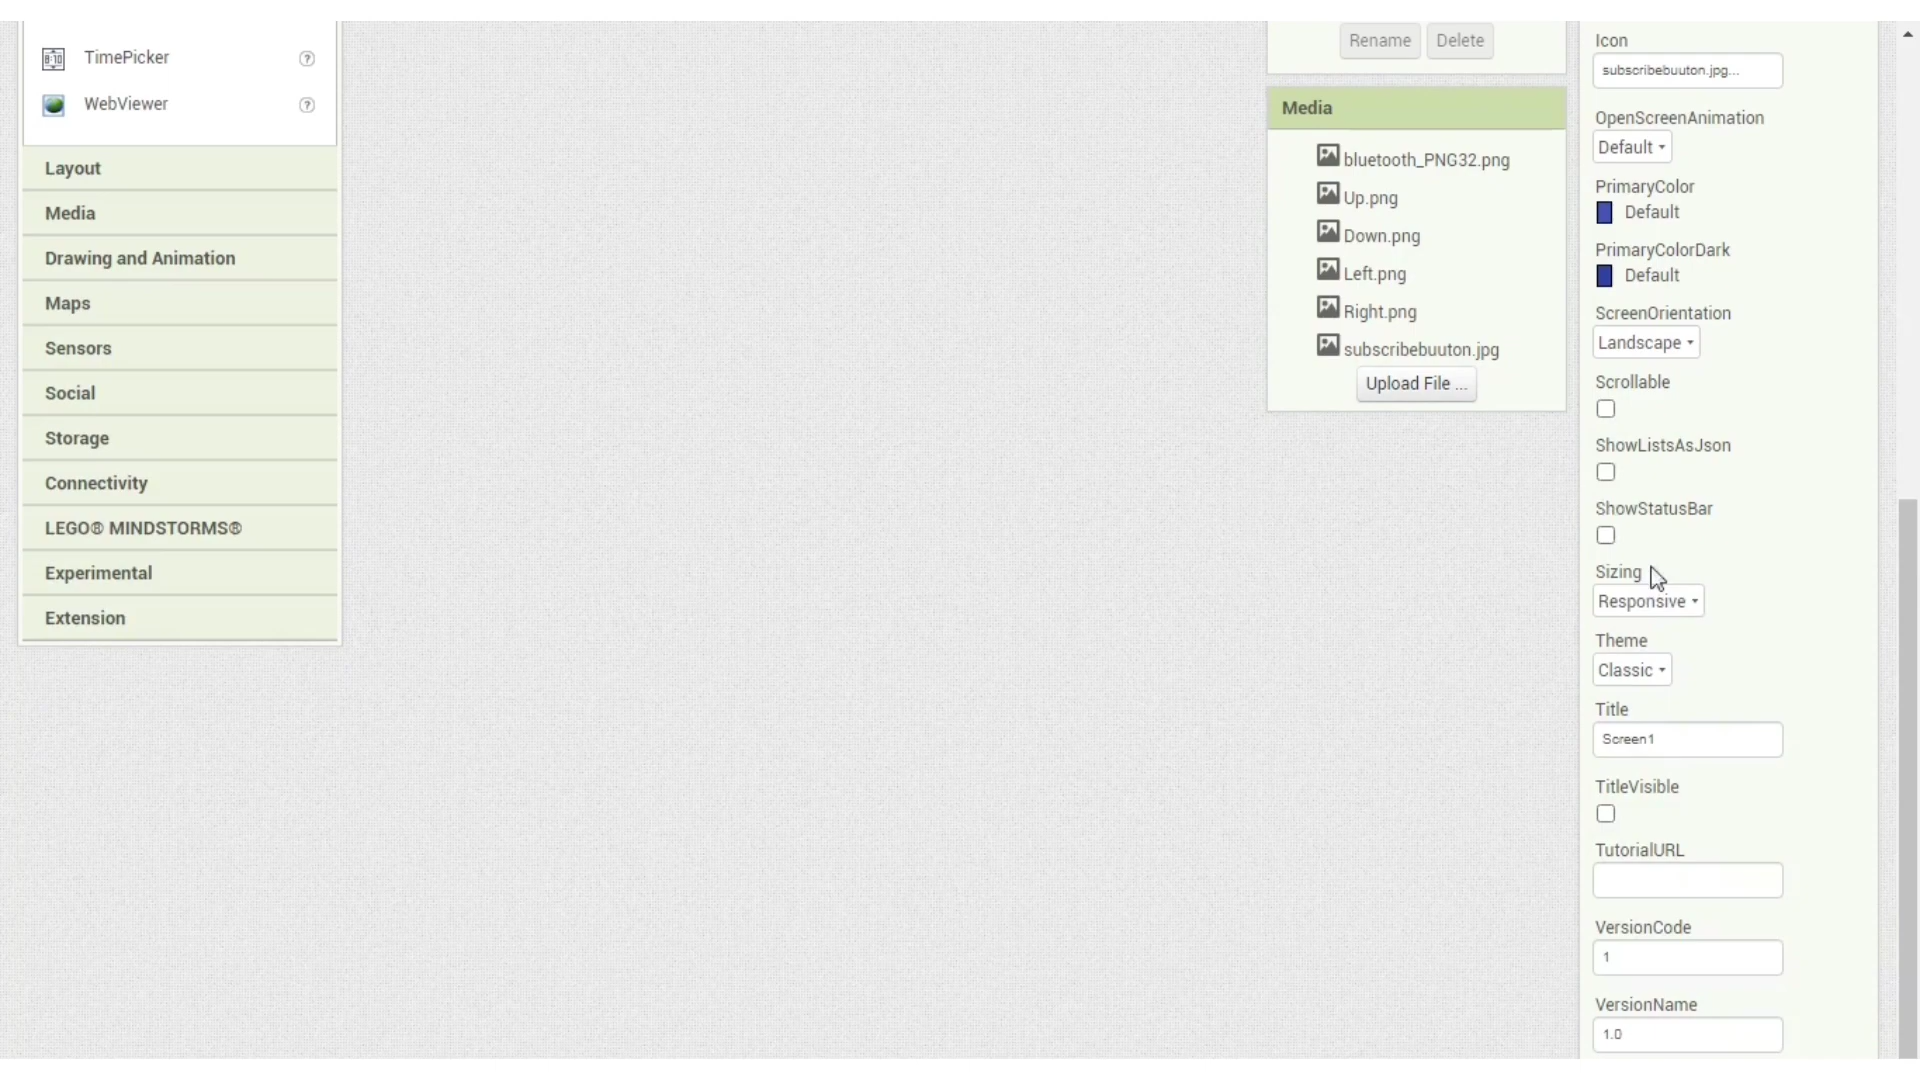 TimePicker
?
WebViewer
?
Layout
Media
Drawing and Animation
Maps
Sensors
Social
Storage
Connectivity
LEGO® MINDSTORMS®
Experimental
Extension
Rename
Delete
Media
bluetooth_PNG32.png
Up.png
Down.png
Left.png
Right.png
subscribebuuton.jpg
Upload File ...
Icon
subscribebuuton.jpg...
OpenScreenAnimation
Default
PrimaryColor
Default
PrimaryColorDark
Default
ScreenOrientation
Landscape
Scrollable
ShowListsAsJson
ShowStatusBar
Sizing
Responsive
Theme
Classic
Title
Screen1
TitleVisible
TutorialURL
VersionCode
1
VersionName
1.0